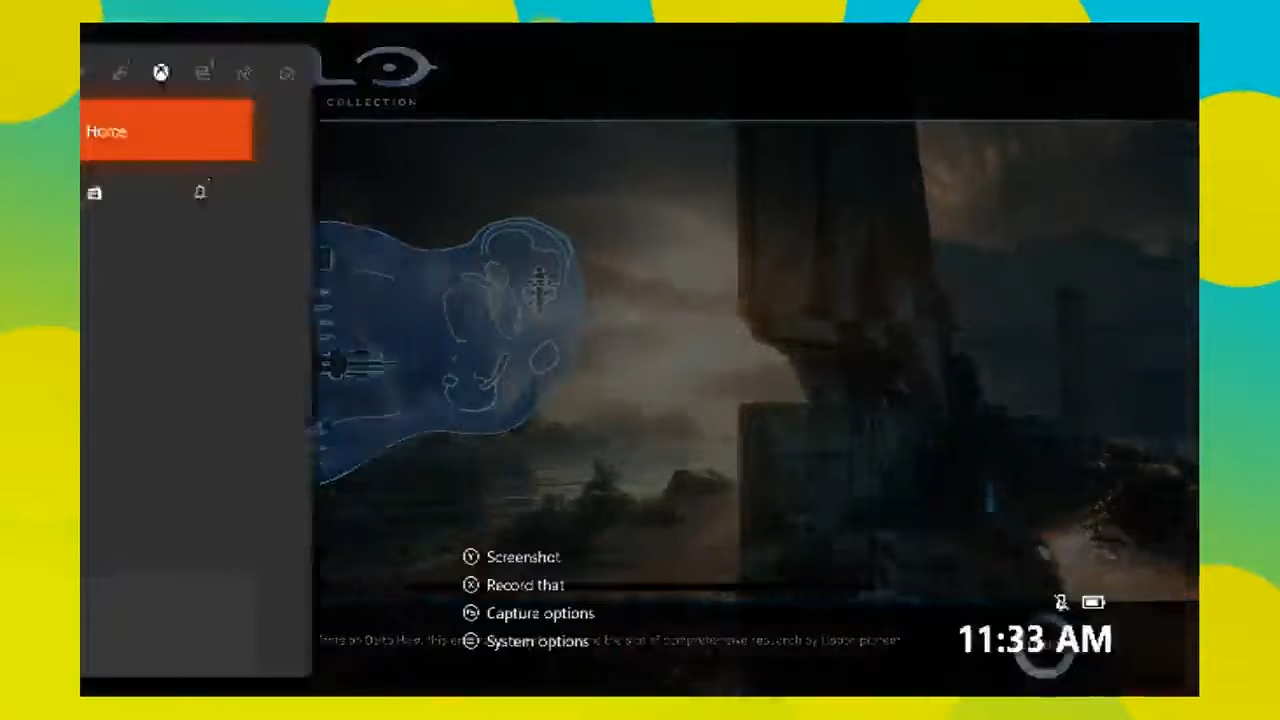 COLLECTION
Home
Screenshot
Record that
Capture options
System options
11:33 AM